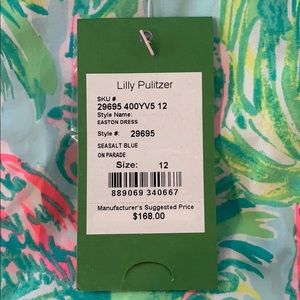 Lilly Pulitzer
SKU #
29695 400YV5 12
Style Name:
EASTON DRESS
Style #: 29695
SEASALT BLUE
ON PARADE
Size: 12
889069 340667
Manufacturer's Suggested Price
$168.00